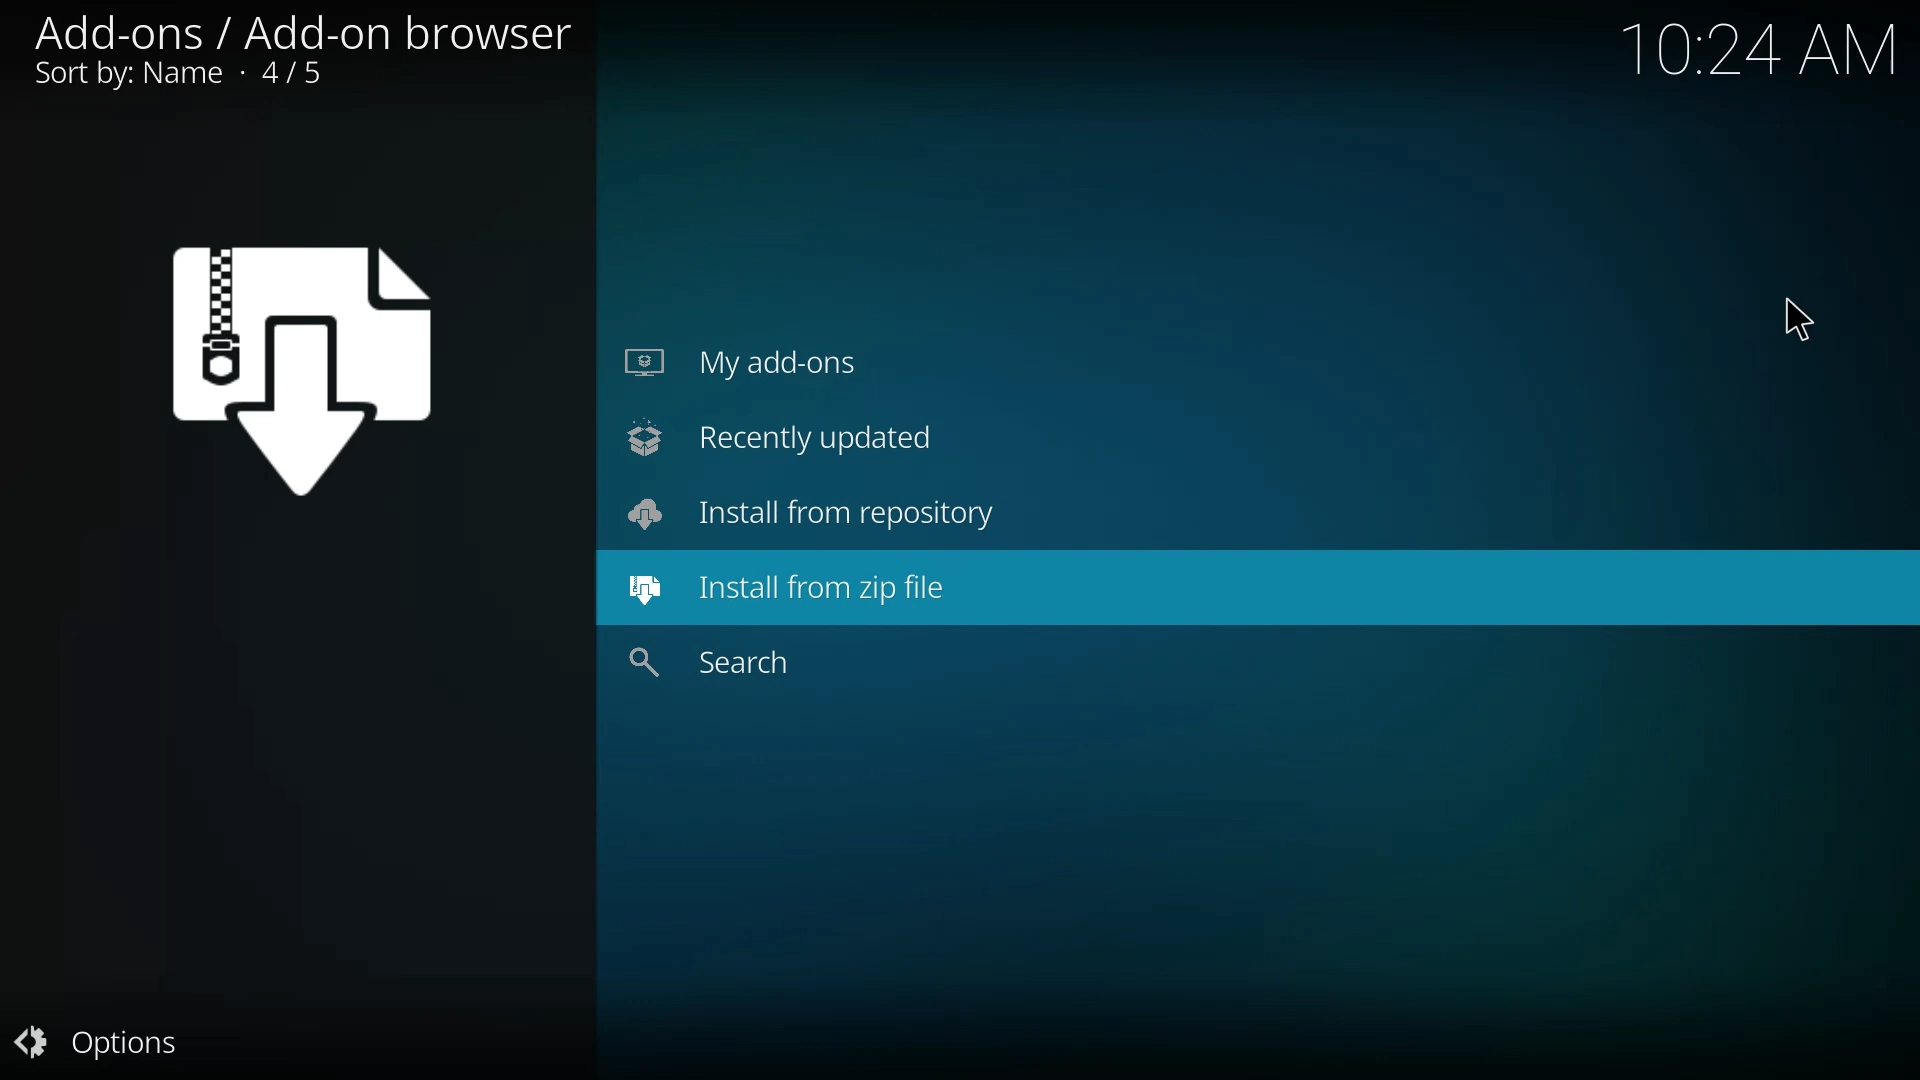 Add-ons / Add-on browser
Sort by: Name · 4 / 5
10:24 AM
My add-ons
Recently updated
Install from repository
Install from zip file
Search
Options